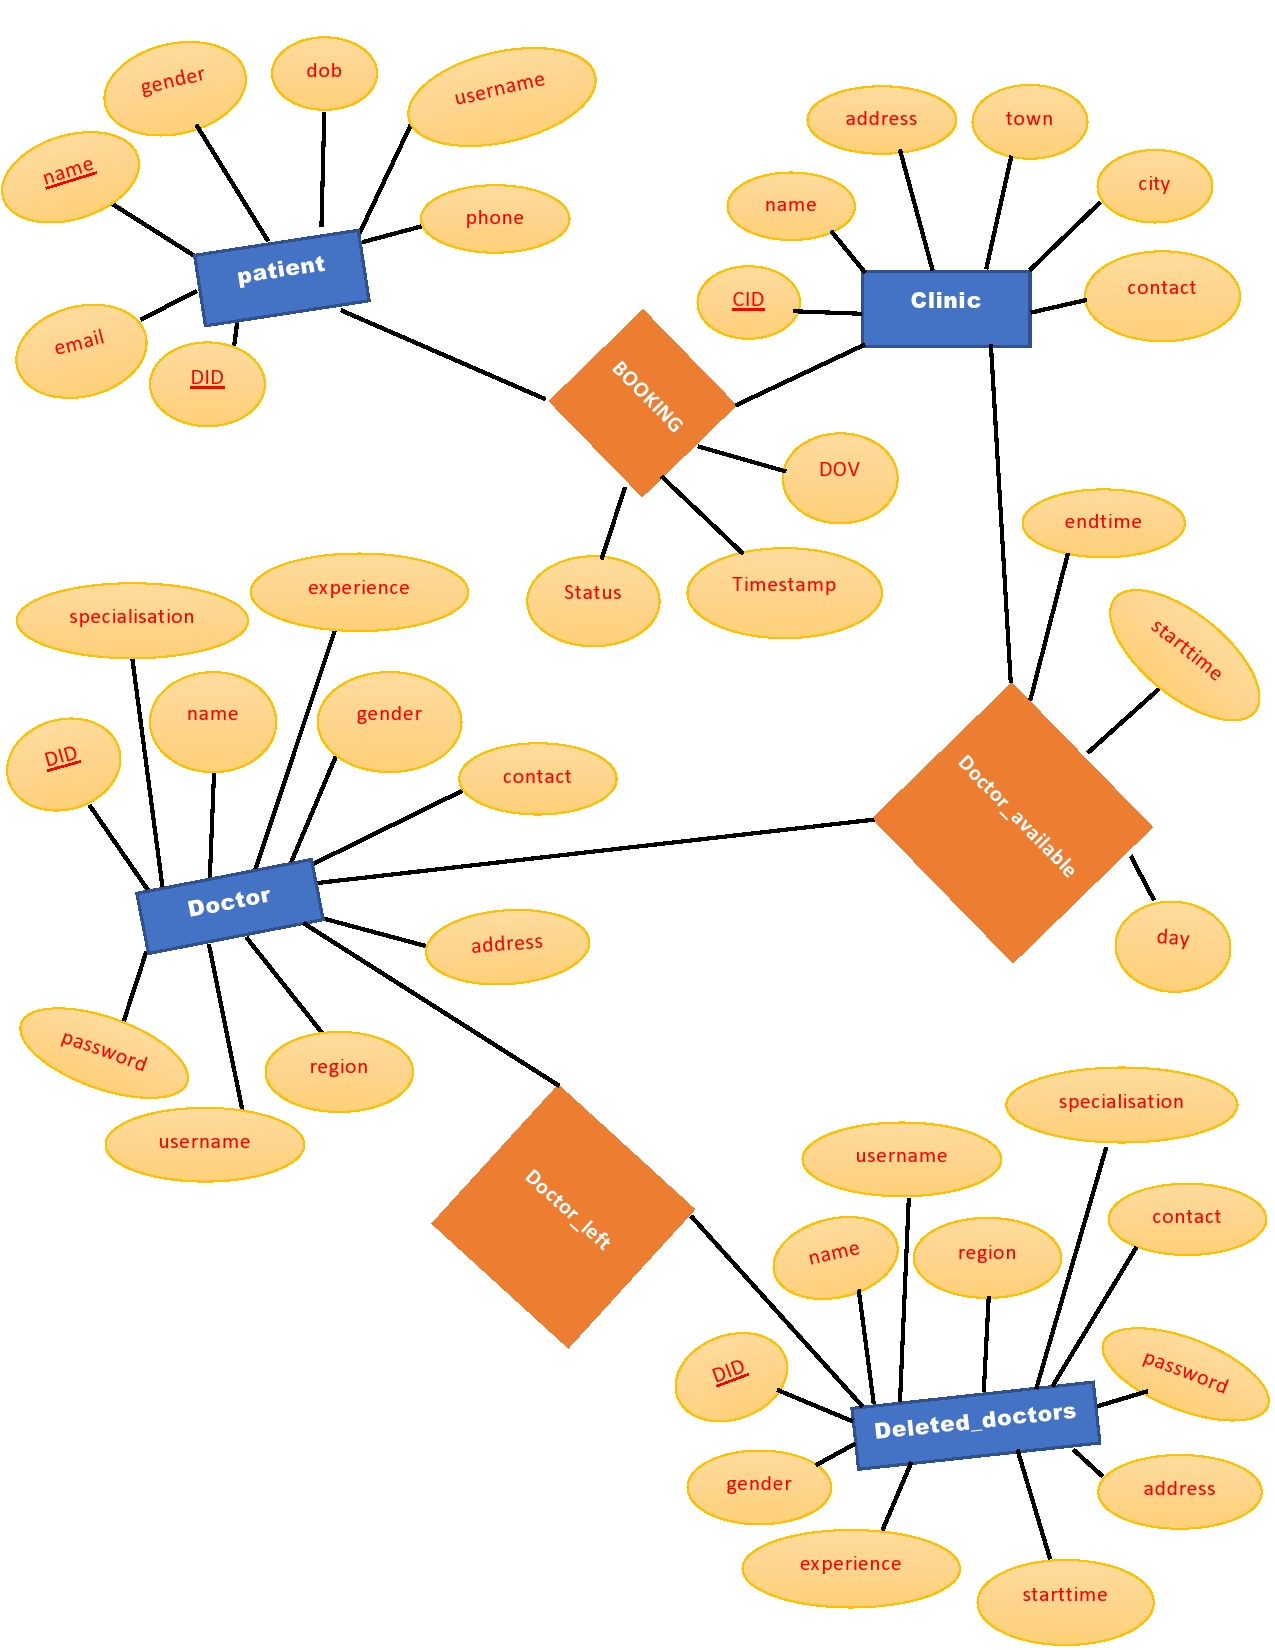 gender
dob
username
name
phone
patient
email
DID
address
town
name
city
CID
Clinic
contact
BOOKING
DOV
Status
Timestamp
endtime
starttime
Doctor_available
day
specialisation
experience
name
gender
DID
contact
Doctor
address
password
region
username
Doctor_left
specialisation
username
contact
name
region
DID
password
Deleted_doctors
gender
address
experience
starttime